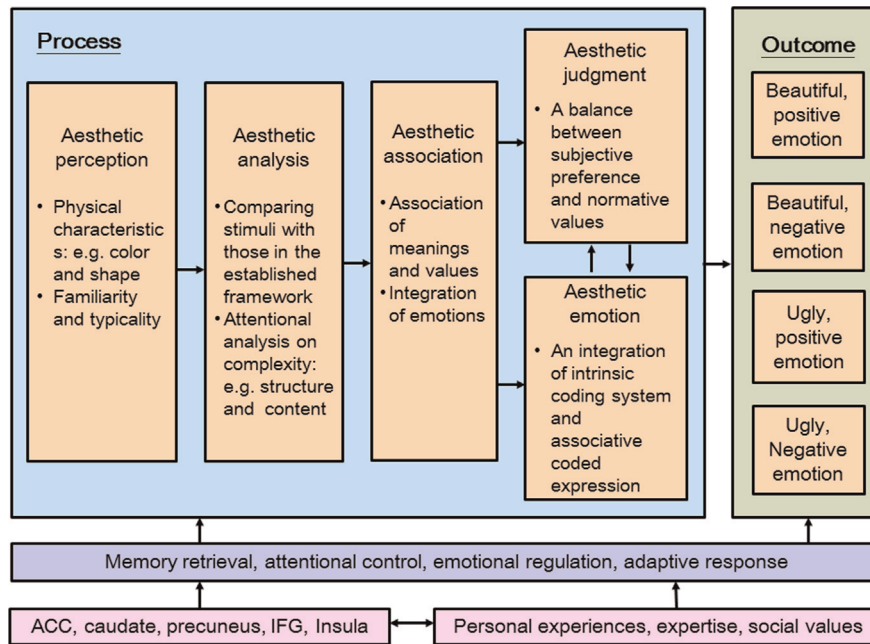 Process
Aesthetic
perception
• Physical
characteristic
s: e.g. color
and shape
• Familiarity
and typicality
Aesthetic
analysis
• Comparing
stimuli with
those in the
established
framework
• Attentional
analysis on
complexity:
e.g. structure
and content
Aesthetic
association
• Association
of
meanings
and values
• Integration
of emotions
Aesthetic
judgment
• A balance
between
subjective
preference
and normative
values
Aesthetic
emotion
• An integration
of intrinsic
coding system
and
associative
coded
expression
Outcome
Beautiful,
positive
emotion
Beautiful,
negative
emotion
Ugly,
positive
emotion
Ugly,
Negative
emotion
Memory retrieval, attentional control, emotional regulation, adaptive response
ACC, caudate, precuneus, IFG, Insula
Personal experiences, expertise, social values